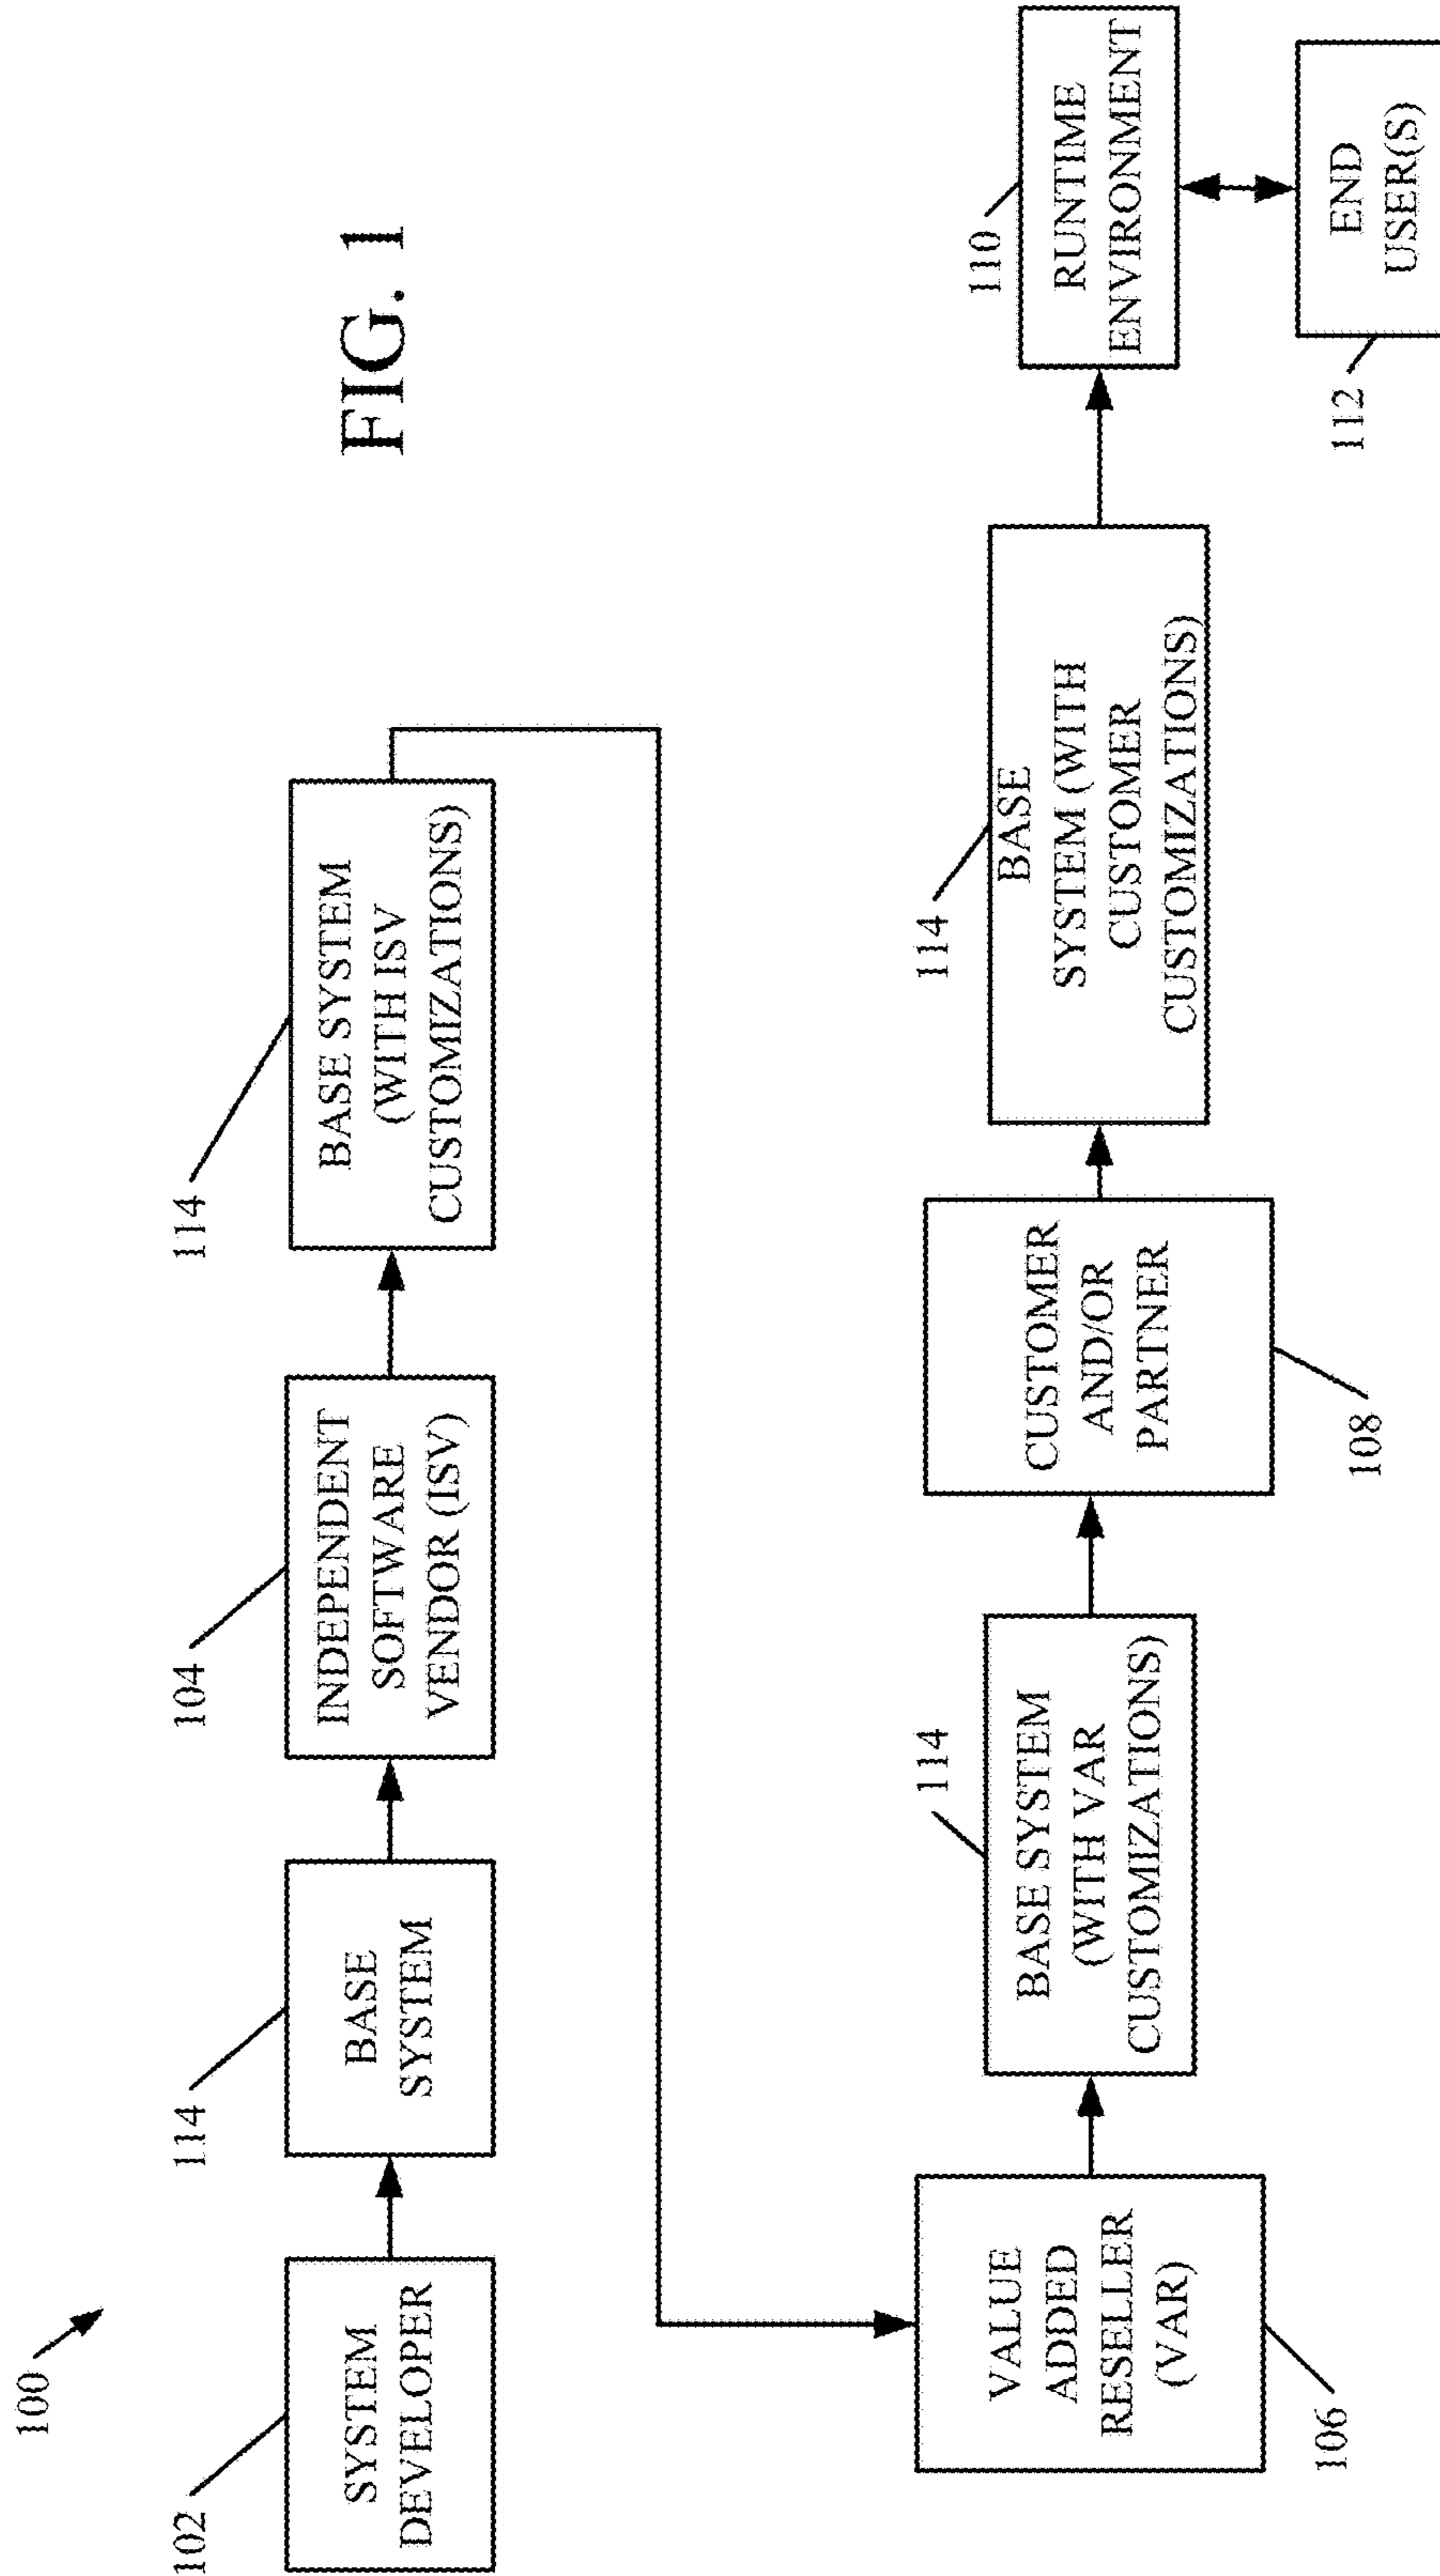 FIG. 1
100
102
SYSTEM
DEVELOPER
114
BASE
SYSTEM
104
INDEPENDENT
SOFTWARE
VENDOR (ISV)
114
BASE SYSTEM
(WITH ISV
CUSTOMIZATIONS)
VALUE
ADDED
RESELLER
(VAR)
106
114
BASE SYSTEM
(WITH VAR
CUSTOMIZATIONS)
CUSTOMER
AND/OR
PARTNER
108
114
BASE
SYSTEM (WITH
CUSTOMER
CUSTOMIZATIONS)
110
RUNTIME
ENVIRONMENT
112
END
USER(S)